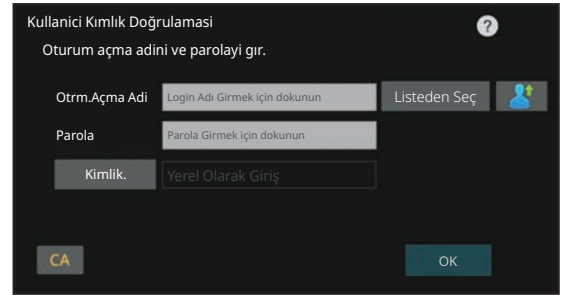 Kullanici Kımlık Doğrulamasi
?
Oturum açma adini ve parolayi gır.
Otrm.Açma Adi
Login Adı Girmek için dokunun
Listeden Seç
Parola
Parola Girmek için dokunun
Kimlik.
Yerel Olarak Giriş
CA
OK